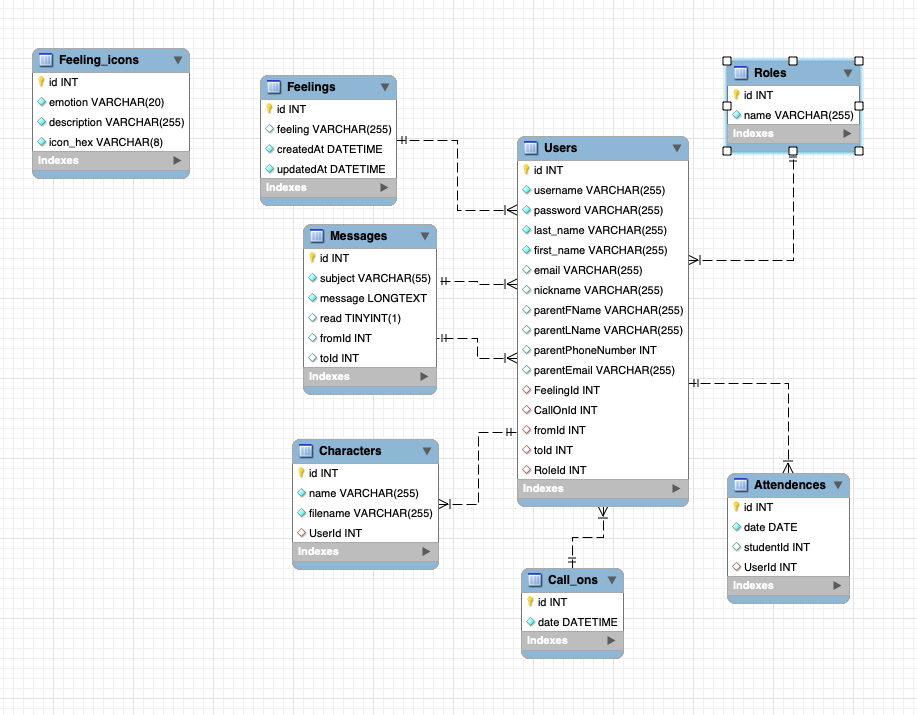 Feeling_icons
id INT
emotion VARCHAR(20)
description VARCHAR(255)
icon_hex VARCHAR(8)
Indexes
Feelings
id INT
feeling VARCHAR(255)
createdAt DATETIME
updatedAt DATETIME
Indexes
Messages
id INT
subject VARCHAR(55)
message LONGTEXT
read TINYINT(1)
fromId INT
toId INT
Indexes
Characters
id INT
name VARCHAR(255)
filename VARCHAR(255)
UserId INT
Indexes
Users
id INT
username VARCHAR(255)
password VARCHAR(255)
last_name VARCHAR(255)
first_name VARCHAR(255)
email VARCHAR(255)
nickname VARCHAR(255)
parentFName VARCHAR(255)
parentLName VARCHAR(255)
parentPhoneNumber INT
parentEmail VARCHAR(255)
FeelingId INT
CallOnId INT
fromId INT
toId INT
RoleId INT
Indexes
Call_ons
id INT
date DATETIME
Indexes
Roles
id INT
name VARCHAR(255)
Indexes
Attendences
id INT
date DATE
studentId INT
UserId INT
Indexes